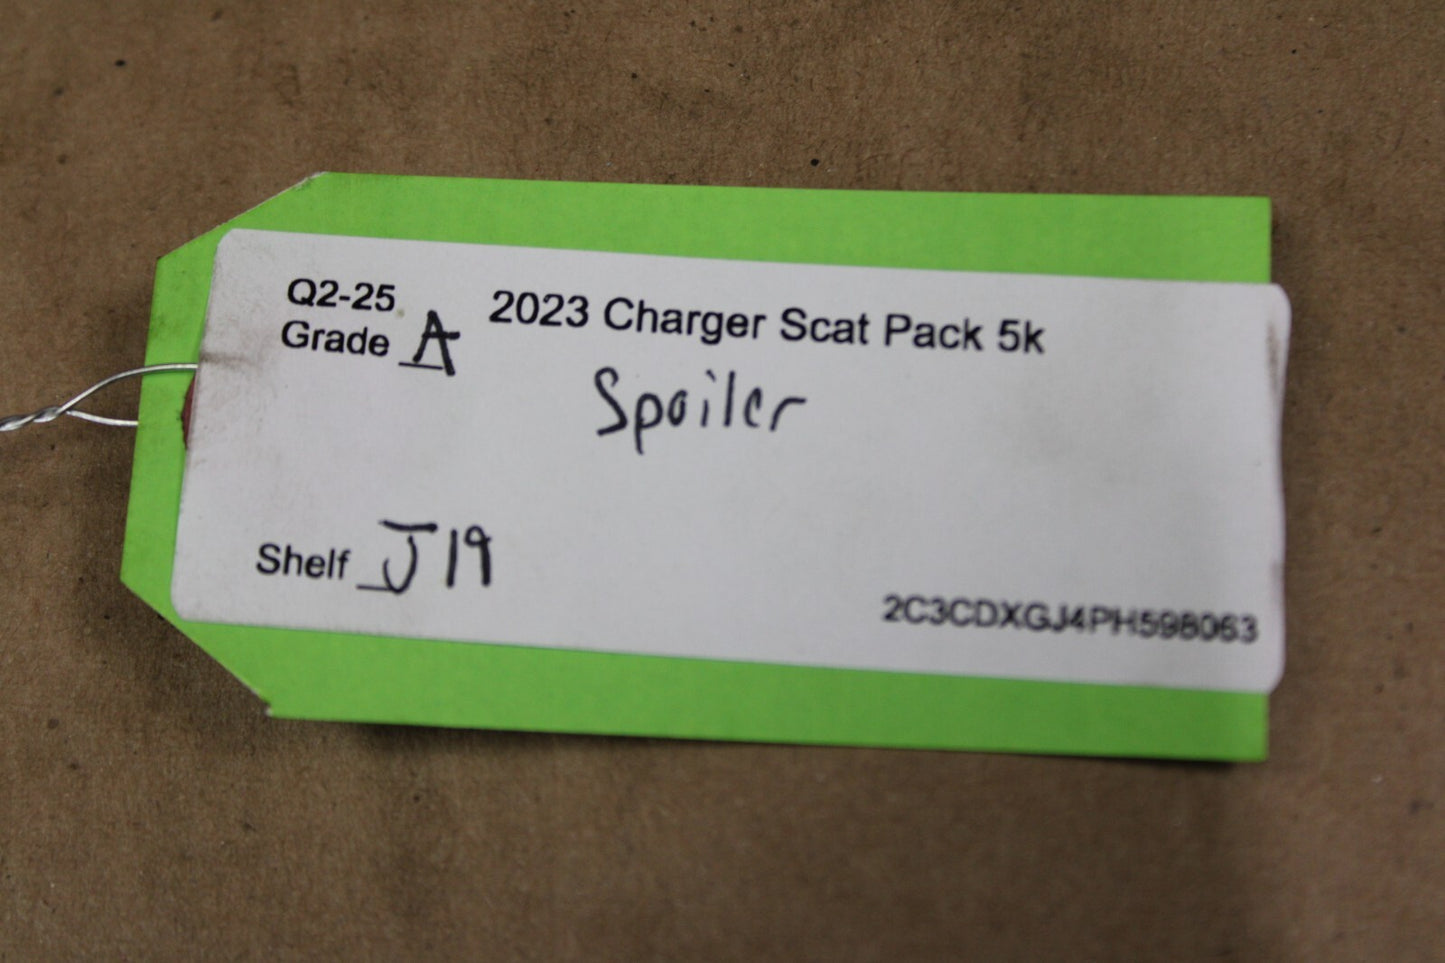 Q2-25
Grade A
2023 Charger Scat Pack 5k
Spoiler
Shelf J19
2C3CDXGJ4PH598063